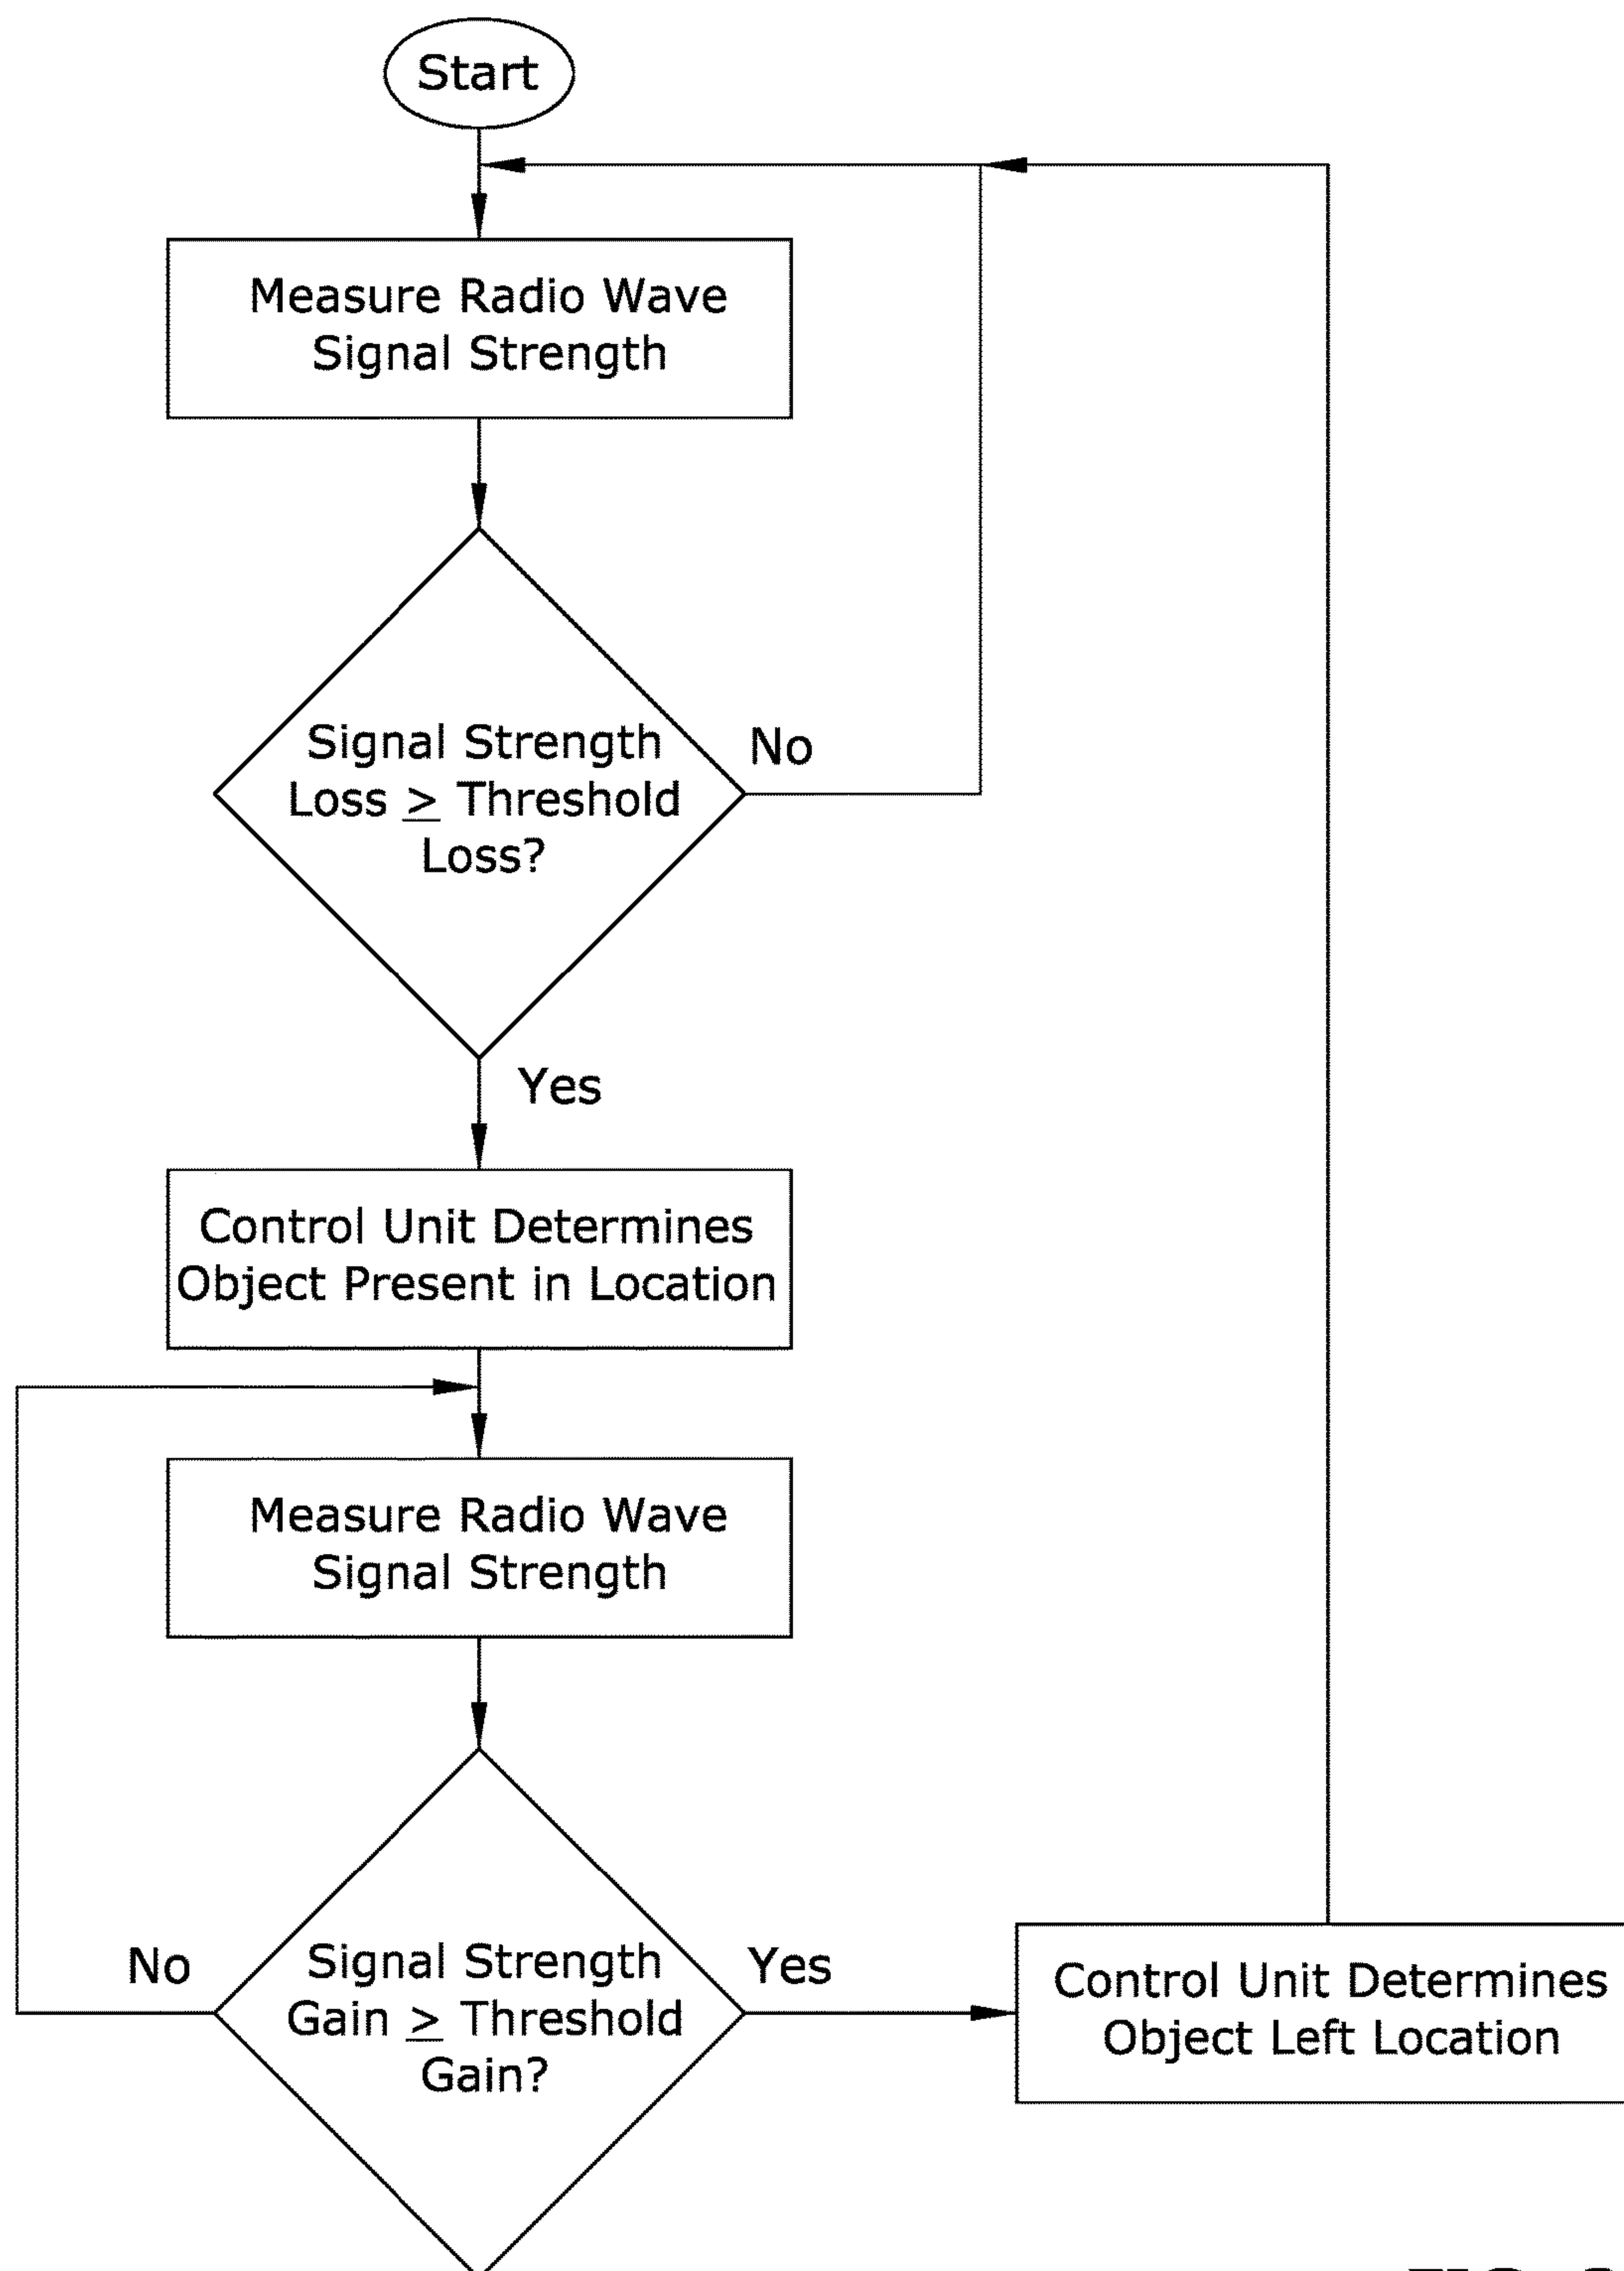 Start
Measure Radio Wave
Signal Strength
Signal Strength
Loss ≥ Threshold
Loss?
No
Yes
Control Unit Determines
Object Present in Location
Measure Radio Wave
Signal Strength
No
Signal Strength
Gain ≥ Threshold
Gain?
Yes
Control Unit Determines
Object Left Location